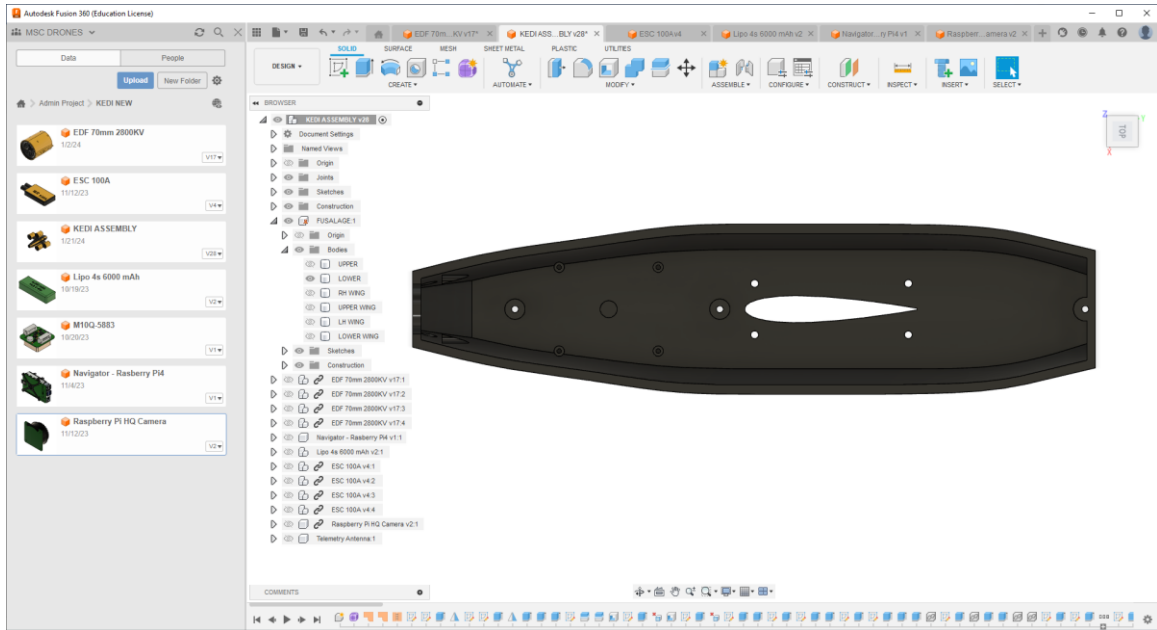 Autodesk Fusion 360 (Education License)
MSC DRONES
EDF 70m...KV v17*
KEDI ASS...BLY v28*
ESC 100A v4
Lipo 4s 6000 mAh v2
Navigator...ry Pi4 v1
Raspberr...amera v2
Data
People
Upload
New Folder
Admin Project > KEDI NEW
EDF 70mm 2800KV
1/2/24
V17
ESC 100A
11/12/23
V4
KEDI ASSEMBLY
1/21/24
V28
Lipo 4s 6000 mAh
10/19/23
V2
M10Q-5883
10/20/23
V1
Navigator - Rasberry Pi4
11/4/23
V1
Raspberry Pi HQ Camera
11/12/23
V2
DESIGN
SOLID
SURFACE
MESH
SHEET METAL
PLASTIC
UTILITIES
CREATE
AUTOMATE
MODIFY
ASSEMBLE
CONFIGURE
CONSTRUCT
INSPECT
INSERT
SELECT
BROWSER
KEDI ASSEMBLY v28
Document Settings
Named Views
Origin
Joints
Sketches
Construction
FUSALAGE:1
Origin
Bodies
UPPER
LOWER
RH WING
UPPER WING
LH WING
LOWER WING
Sketches
Construction
EDF 70mm 2800KV v17:1
EDF 70mm 2800KV v17:2
EDF 70mm 2800KV v17:3
EDF 70mm 2800KV v17:4
Navigator - Rasberry Pi4 v1:1
Lipo 4s 6000 mAh v2:1
ESC 100A v4:1
ESC 100A v4:2
ESC 100A v4:3
ESC 100A v4:4
Raspberry Pi HQ Camera v2:1
Telemetry Antenna:1
Z
Y
TOP
X
COMMENTS